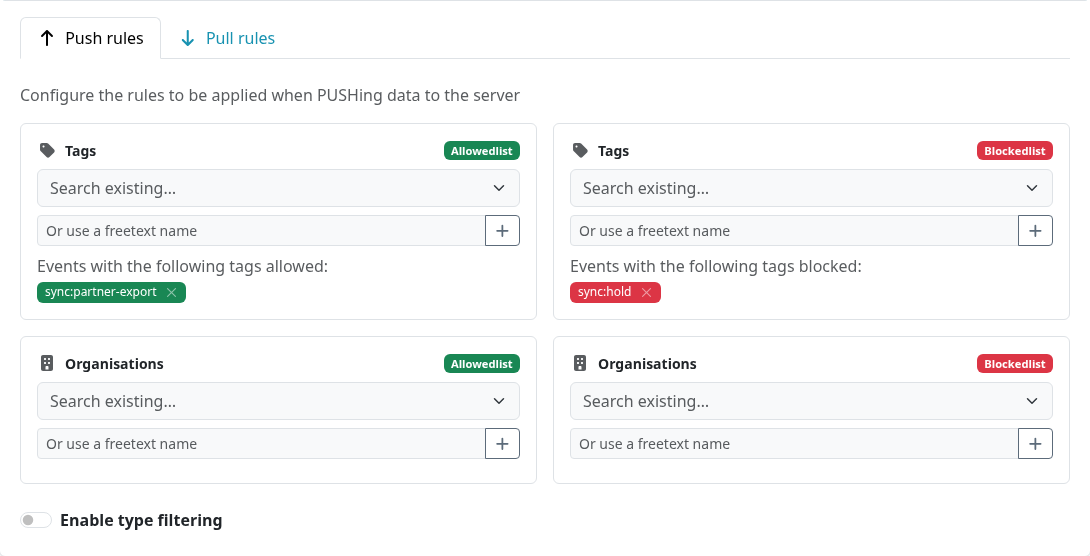 Push rules
Pull rules
Configure the rules to be applied when PUSHing data to the server
Tags
Allowedlist
Search existing...
Or use a freetext name
Events with the following tags allowed:
sync:partner-export
Tags
Blockedlist
Search existing...
Or use a freetext name
Events with the following tags blocked:
sync:hold
Organisations
Allowedlist
Search existing...
Or use a freetext name
Organisations
Blockedlist
Search existing...
Or use a freetext name
Enable type filtering